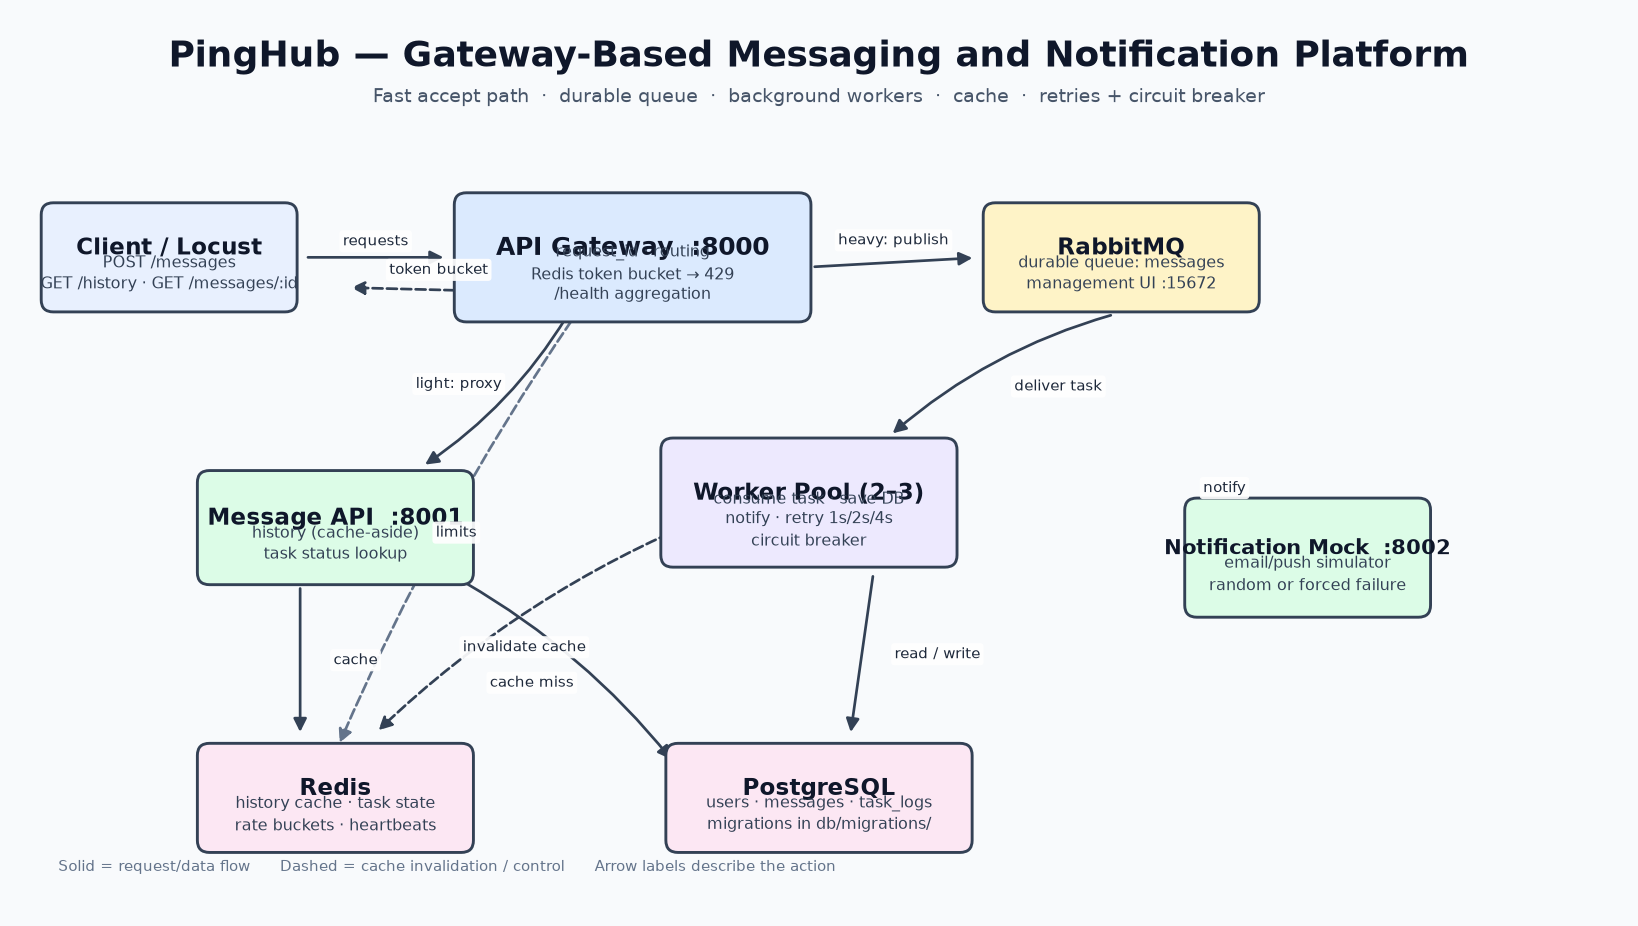 PingHub — Gateway-Based Messaging and Notification Platform
Fast accept path · durable queue · background workers · cache · retries + circuit breaker
Client / Locust
POST /messages
GET /history · GET /messages/:id
requests
token bucket
API Gateway :8000
request_id · routing
Redis token bucket → 429
/health aggregation
heavy: publish
RabbitMQ
durable queue: messages
management UI :15672
light: proxy
deliver task
Message API :8001
history (cache-aside)
task status lookup
limits
Worker Pool (2–3)
consume task · save DB
notify · retry 1s/2s/4s
circuit breaker
notify
Notification Mock :8002
email/push simulator
random or forced failure
cache
invalidate cache
cache miss
read / write
Redis
history cache · task state
rate buckets · heartbeats
PostgreSQL
users · messages · task_logs
migrations in db/migrations/
Solid = request/data flow Dashed = cache invalidation / control Arrow labels describe the action